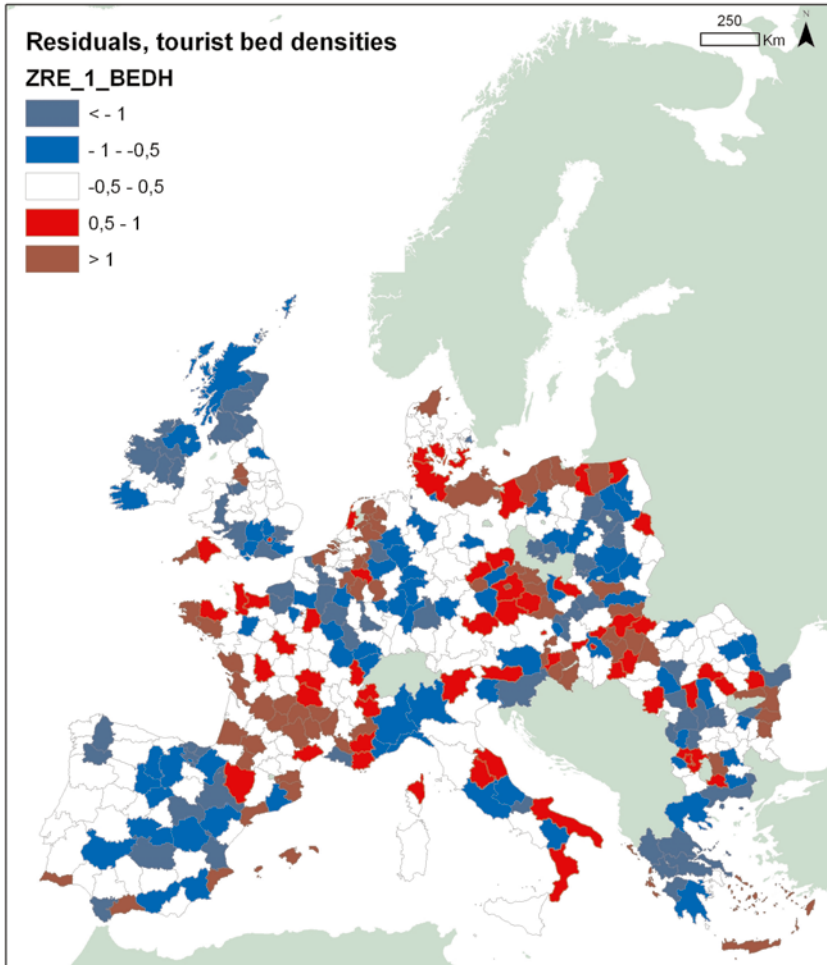 Residuals, tourist bed densities
ZRE_1_BEDH
< - 1
- 1 - -0,5
-0,5 - 0,5
0,5 - 1
> 1
250
Km
N